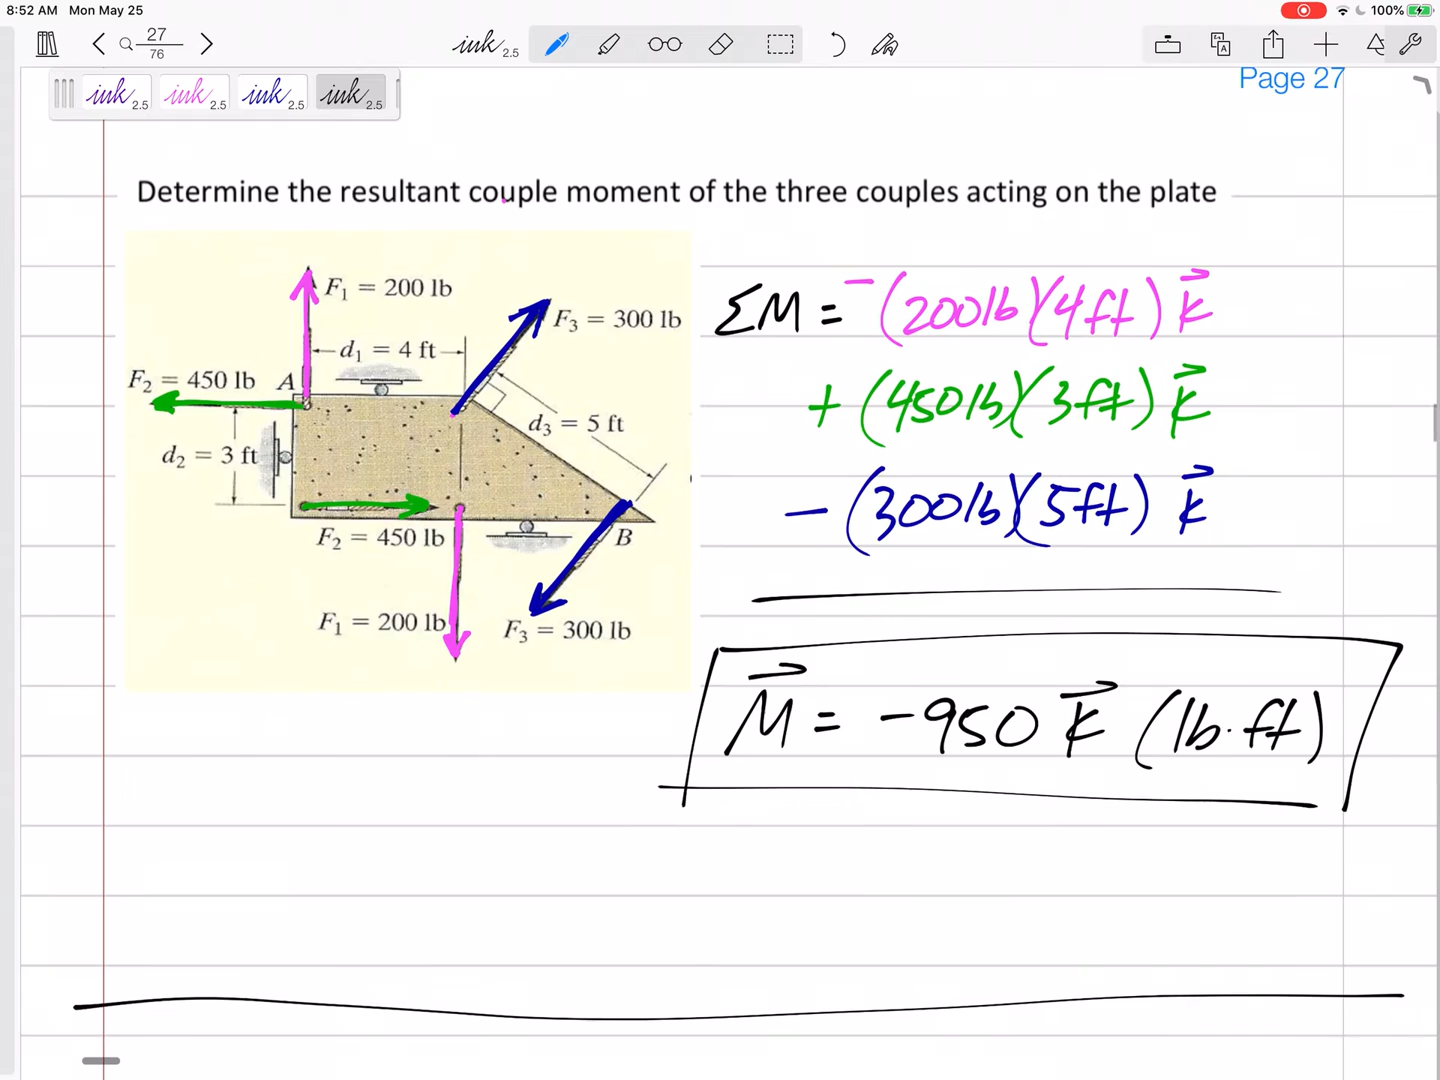 8:52 AM Mon May 25
100%
27
76
ink 2.5
ink 2.5
ink 2.5
ink 2.5
ink 2.5
Page 27
Determine the resultant couple moment of the three couples acting on the plate
F₁ = 200 lb
F₃ = 300 lb
d₁ = 4 ft
F₂ = 450 lb A
d₃ = 5 ft
d₂ = 3 ft
F₂ = 450 lb
B
F₁ = 200 lb
F₃ = 300 lb
ΣM = -(200lb)(4ft) k⃗
+ (450lb)(3ft) k⃗
- (300lb)(5ft) k⃗
M⃗ = -950 k⃗ (lb·ft)